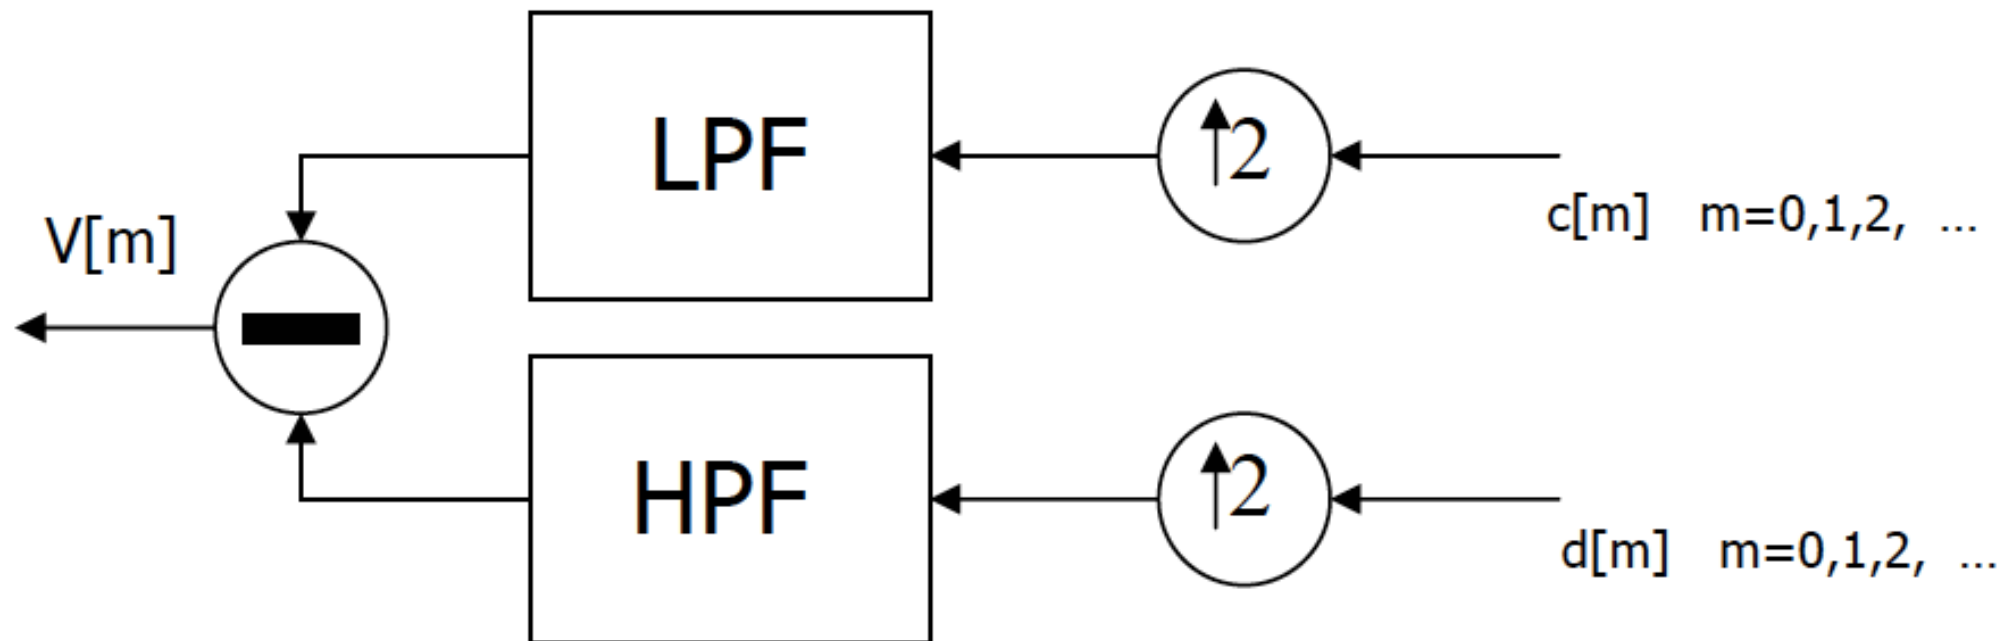 LPF
↑2
c[m] m=0,1,2, ...
V[m]
HPF
↑2
d[m] m=0,1,2, ...